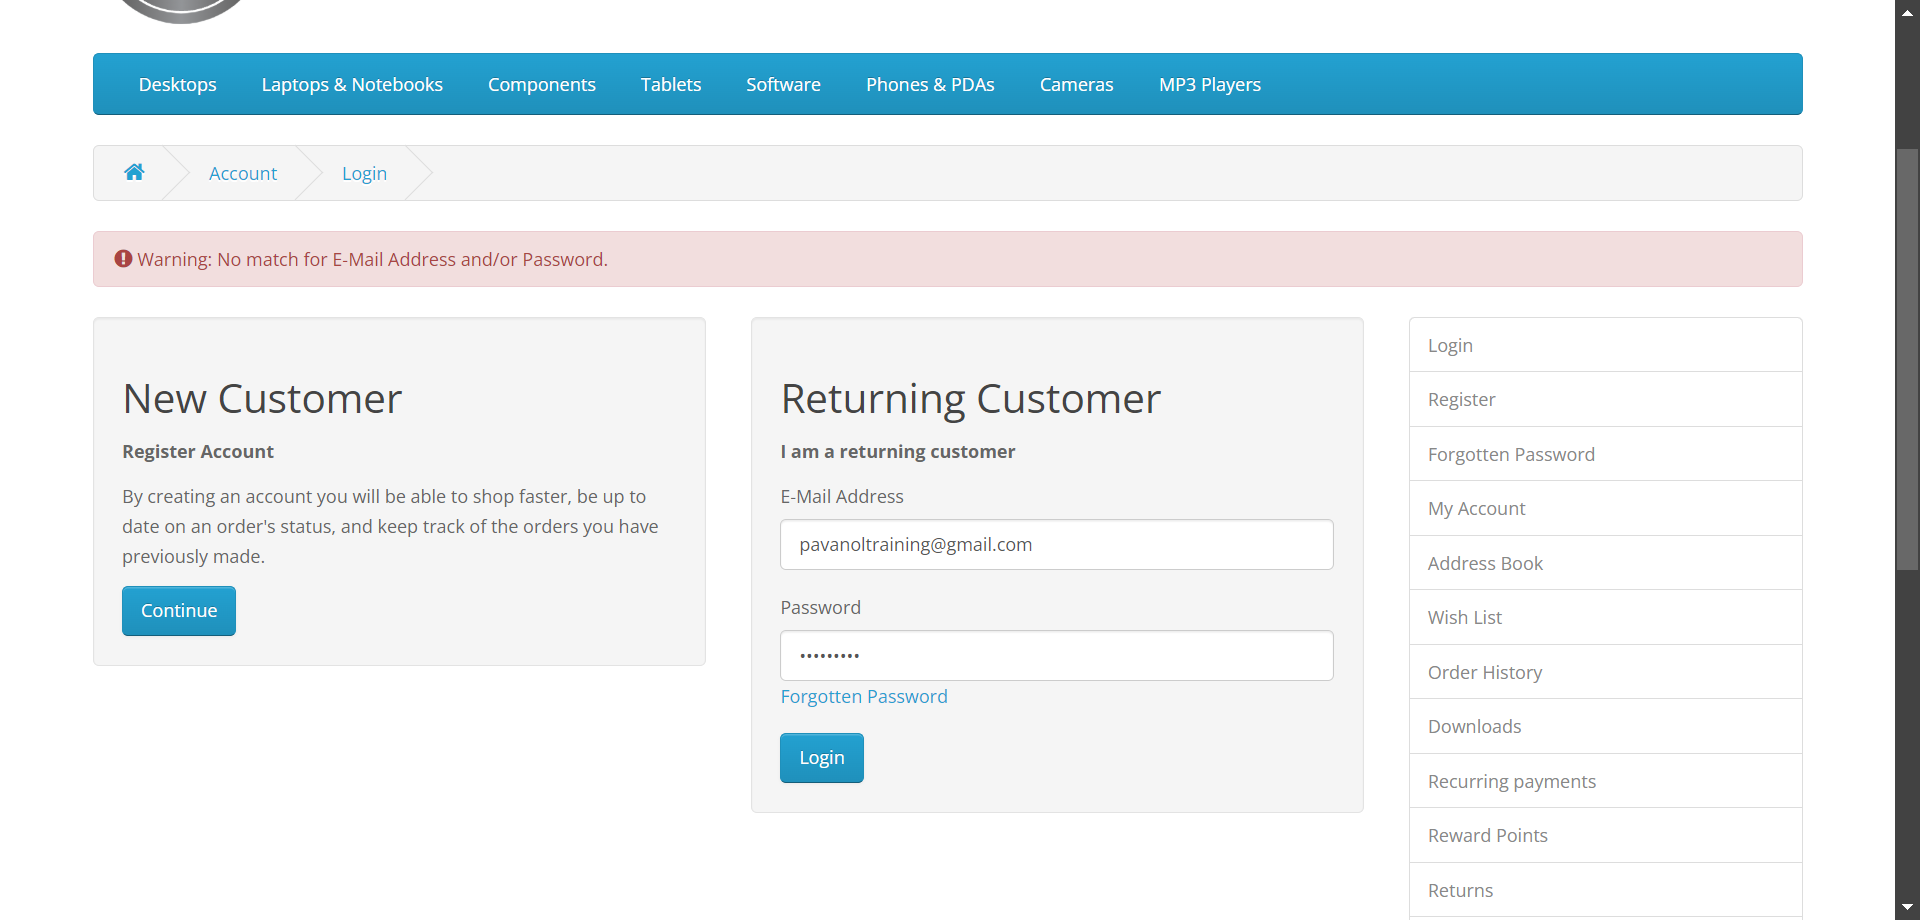 Desktops Laptops & Notebooks Components Tablets Software Phones & PDAs Cameras MP3 Players
Account Login
Warning: No match for E-Mail Address and/or Password.
New Customer
Register Account
By creating an account you will be able to shop faster, be up to
date on an order's status, and keep track of the orders you have
previously made.
Continue
Returning Customer
I am a returning customer
E-Mail Address
pavanoltraining@gmail.com
Password
•••••••••
Forgotten Password
Login
Login
Register
Forgotten Password
My Account
Address Book
Wish List
Order History
Downloads
Recurring payments
Reward Points
Returns